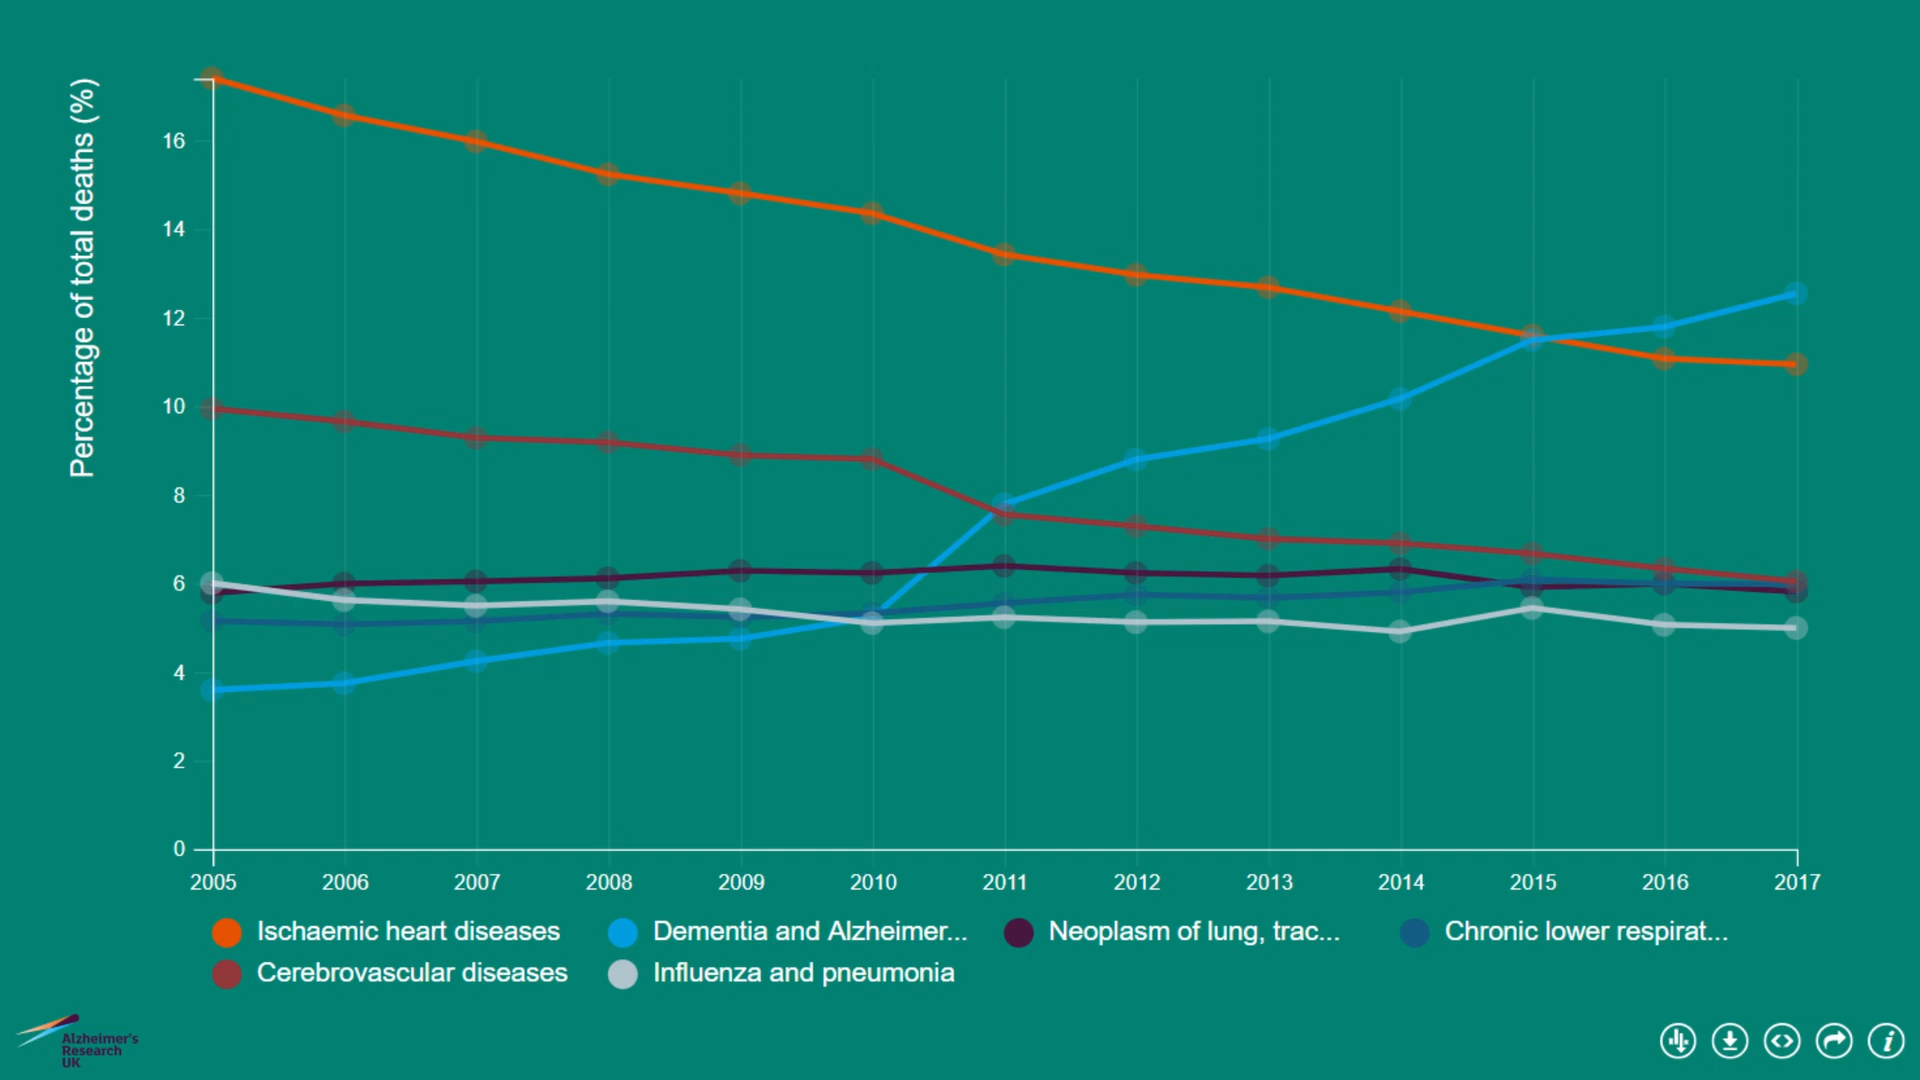 Percentage of total deaths (%)
16
14
12
10
8
6
4
2
0
2005 2006 2007 2008 2009 2010 2011 2012 2013 2014 2015 2016 2017
Ischaemic heart diseases Dementia and Alzheimer... Neoplasm of lung, trac... Chronic lower respirat...
Cerebrovascular diseases Influenza and pneumonia
Alzheimer's
Research
UK
i